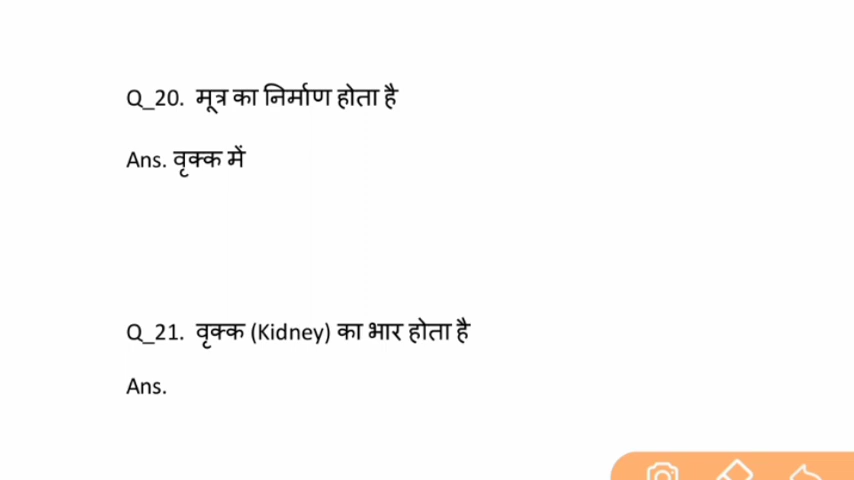 Q_20. मूत्र का निर्माण होता है
Ans. वृक्क में
Q_21. वृक्क (Kidney) का भार होता है
Ans.